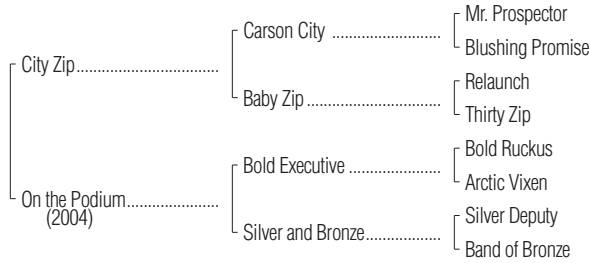 Mr. Prospector
Carson City ........................
Blushing Promise
City Zip................................
Relaunch
Baby Zip..............................
Thirty Zip
Bold Ruckus
Bold Executive ....................
Arctic Vixen
On the Podium.....................
(2004)
Silver Deputy
Silver and Bronze.................
Band of Bronze